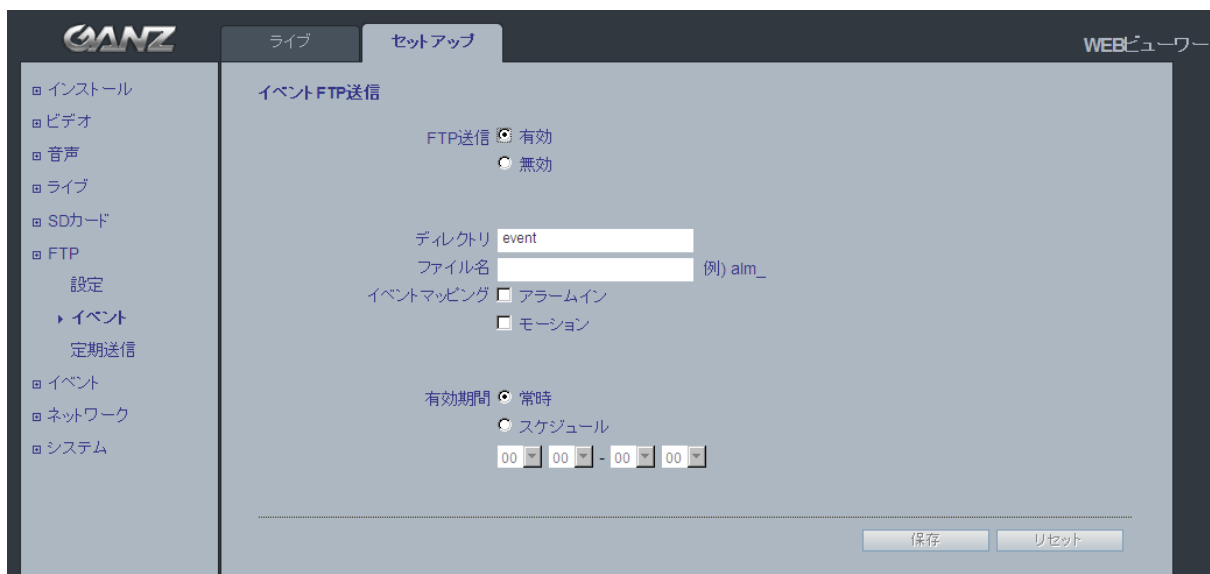 GANZ
ライブ
セットアップ
WEBビューワー
インストール
ビデオ
音声
ライブ
SDカード
FTP
設定
イベント
定期送信
イベント
ネットワーク
システム
イベントFTP送信
FTP送信 有効
無効
ディレクトリ event
ファイル名 例) alm_
イベントマッピング アラームイン
モーション
有効期間 常時
スケジュール
00 00 - 00 00
保存 リセット